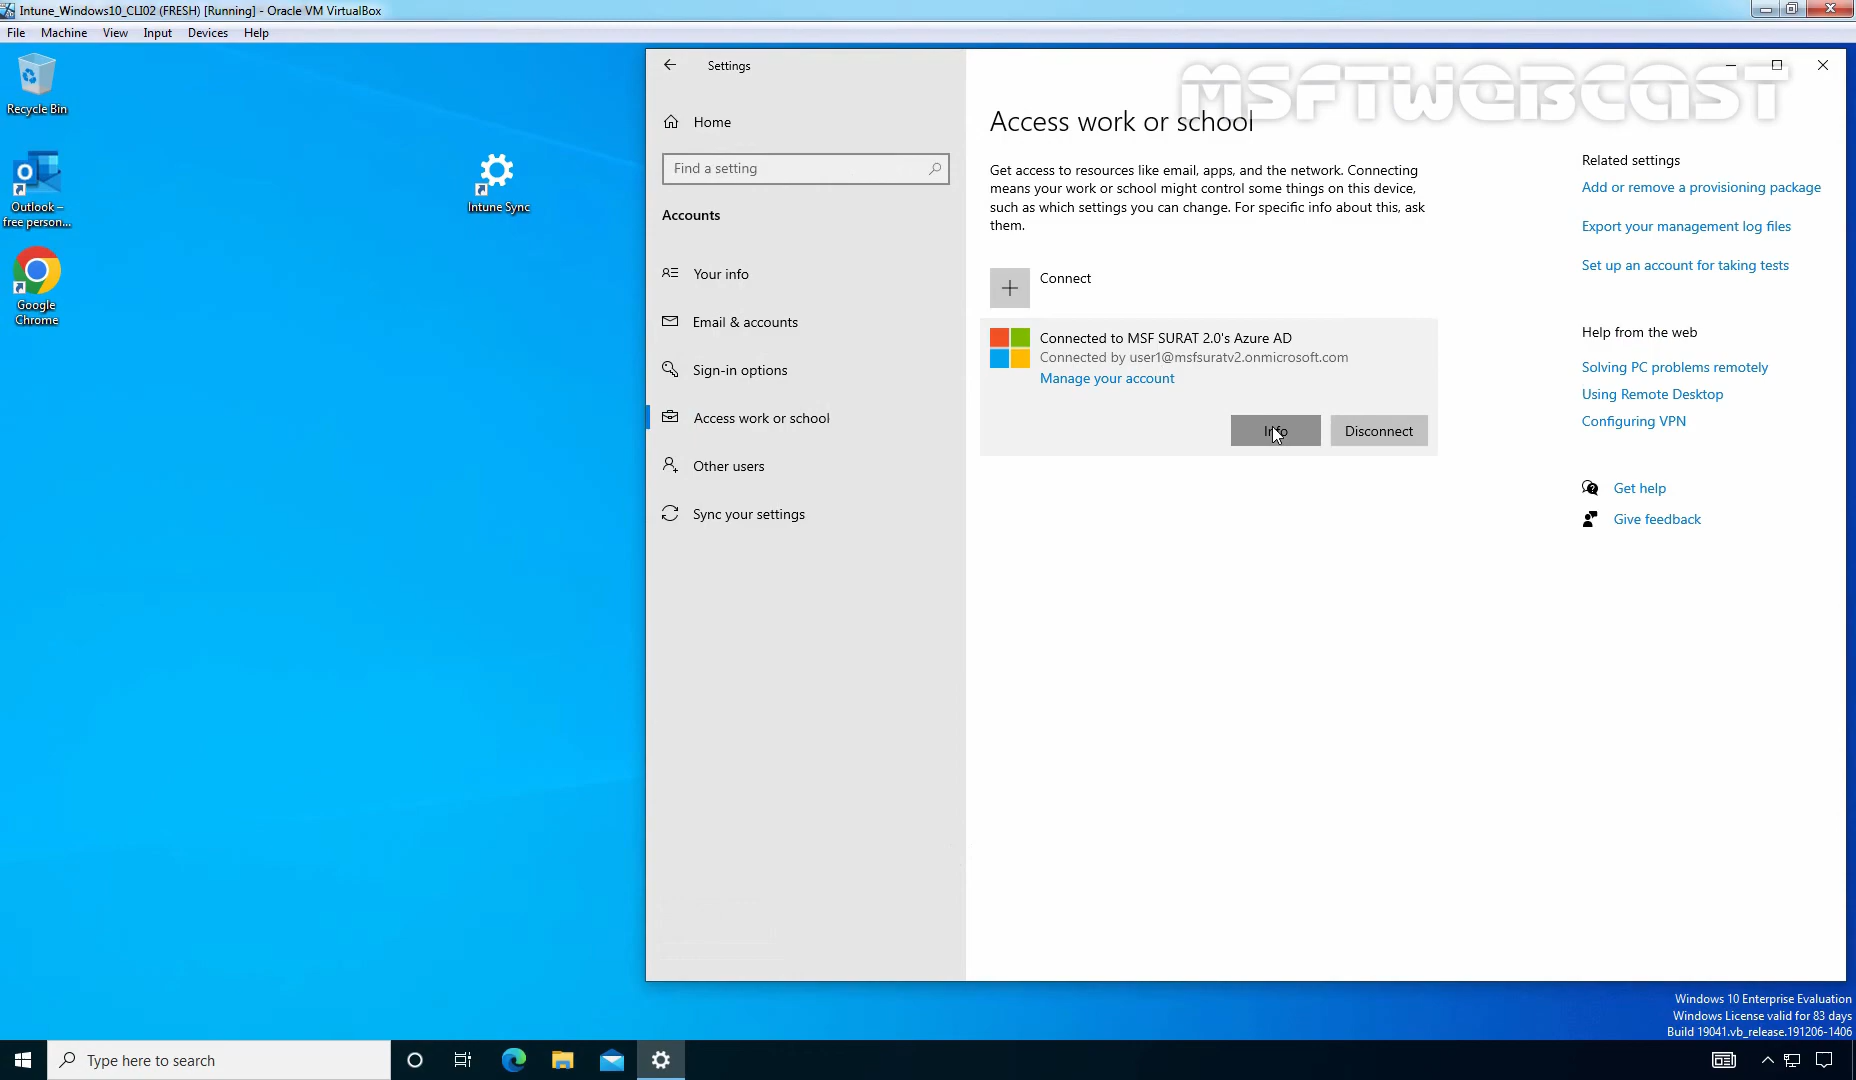 Intune_Windows10_CLI02 (FRESH) [Running] - Oracle VM VirtualBox
File Machine View Input Devices Help
Recycle Bin
Outlook –
free person...
Google
Chrome
Intune Sync
Settings
Home
Find a setting
Accounts
Your info
Email & accounts
Sign-in options
Access work or school
Other users
Sync your settings
MSFTWEBCAST
Access work or school
Get access to resources like email, apps, and the network. Connecting
means your work or school might control some things on this device,
such as which settings you can change. For specific info about this, ask
them.
Connect
Connected to MSF SURAT 2.0's Azure AD
Connected by user1@msfsuratv2.onmicrosoft.com
Manage your account
Info Disconnect
Related settings
Add or remove a provisioning package
Export your management log files
Set up an account for taking tests
Help from the web
Solving PC problems remotely
Using Remote Desktop
Configuring VPN
Get help
Give feedback
Windows 10 Enterprise Evaluation
Windows License valid for 83 days
Build 19041.vb_release.191206-1406
Type here to search